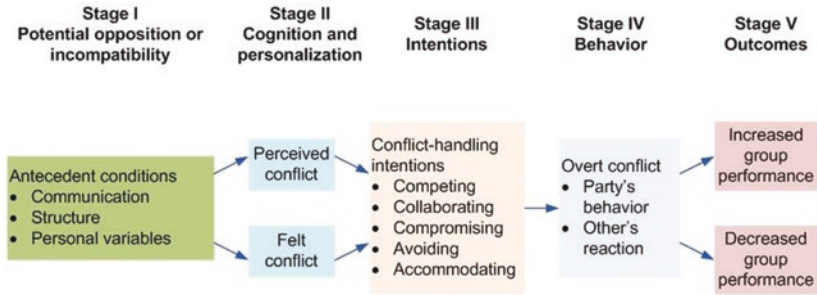 Stage I
Potential opposition or
incompatibility
Stage II
Cognition and
personalization
Stage III
Intentions
Stage IV
Behavior
Stage V
Outcomes
Antecedent conditions
• Communication
• Structure
• Personal variables
Perceived
conflict
Felt
conflict
Conflict-handling
intentions
• Competing
• Collaborating
• Compromising
• Avoiding
• Accommodating
Overt conflict
• Party's
behavior
• Other's
reaction
Increased
group
performance
Decreased
group
performance